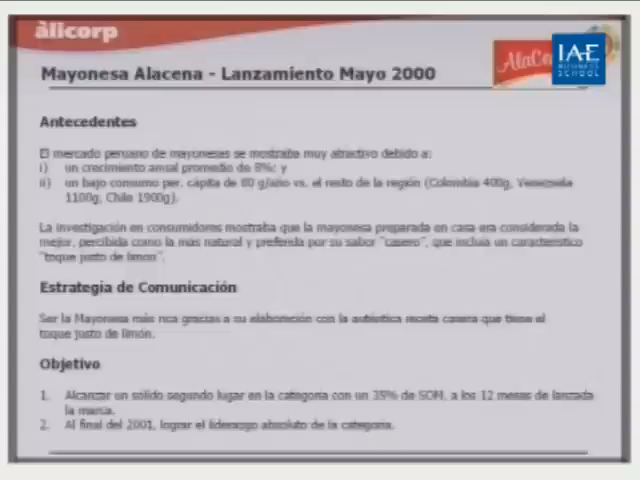 alicorp
AlaCe
IAE
BUSINESS
SCHOOL
Mayonesa Alacena - Lanzamiento Mayo 2000
Antecedentes
El mercado peruano de mayonesas se mostraba muy atractivo debido a:
i) un crecimiento anual promedio de 8%; y
ii) un bajo consumo per. cápita de 80 g/año vs. el resto de la región (Colombia 400g, Venezuela
1100g, Chile 1900g).
La investigación en consumidores mostraba que la mayonesa preparada en casa era considerada la
mejor, percibida como la más natural y preferida por su sabor "casero", que incluía un característico
"toque justo de limón".
Estrategia de Comunicación
Ser la Mayonesa más rica gracias a su elaboración con la auténtica receta casera que tiene el
toque justo de limón.
Objetivo
1. Alcanzar un sólido segundo lugar en la categoría con un 35% de SOM, a los 12 meses de lanzada
la marca.
2. Al final del 2001, lograr el liderazgo absoluto de la categoría.